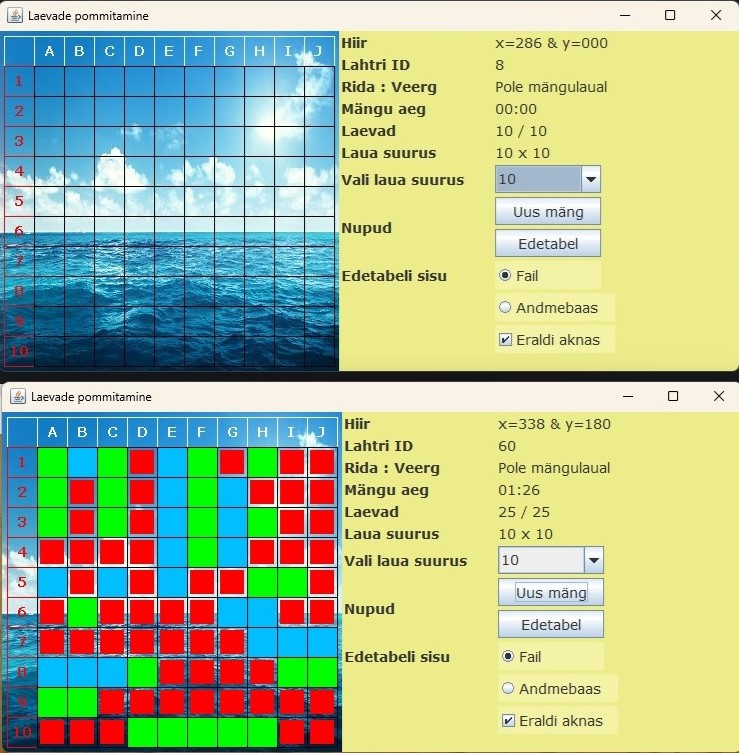 Laevade pommitamine
A B C D E F G H I J
1
2
3
4
5
6
7
8
9
10
Hiir x=286 & y=000
Lahtri ID 8
Rida : Veerg Pole mängulaual
Mängu aeg 00:00
Laevad 10 / 10
Laua suurus 10 x 10
Vali laua suurus 10
Nupud
Uus mäng
Edetabel
Edetabeli sisu Fail
Andmebaas
Eraldi aknas
Laevade pommitamine
A B C D E F G H I J
1
2
3
4
5
6
7
8
9
10
Hiir x=338 & y=180
Lahtri ID 60
Rida : Veerg Pole mängulaual
Mängu aeg 01:26
Laevad 25 / 25
Laua suurus 10 x 10
Vali laua suurus 10
Nupud
Uus mäng
Edetabel
Edetabeli sisu Fail
Andmebaas
Eraldi aknas